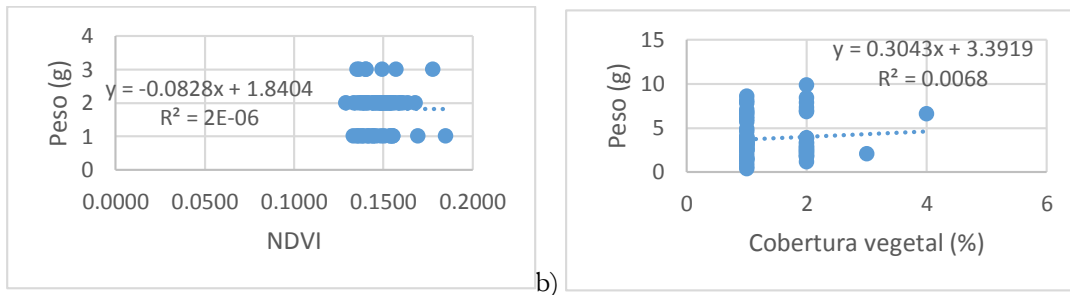 4
3
2
1
0
Peso (g)
y = -0.0828x + 1.8404
R² = 2E-06
0.0000 0.0500 0.1000 0.1500 0.2000
NDVI
b)
15
10
5
0
Peso (g)
y = 0.3043x + 3.3919
R² = 0.0068
0 2 4 6
Cobertura vegetal (%)